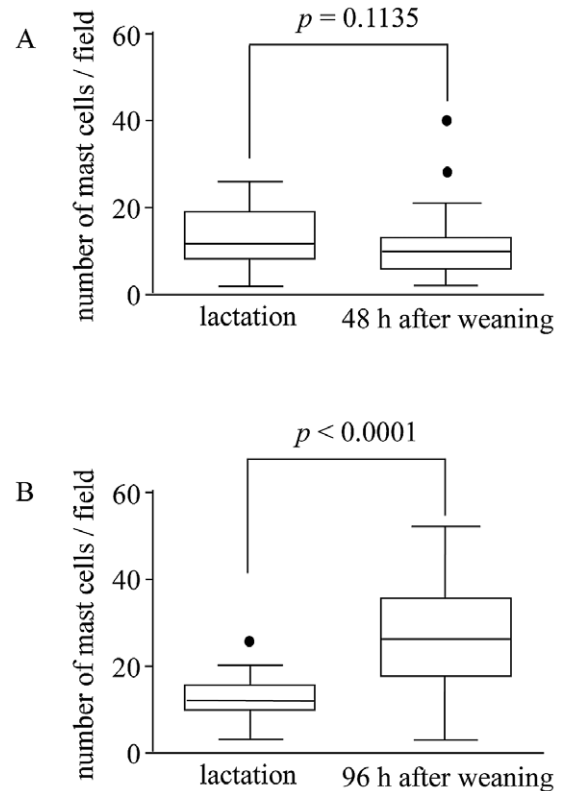 A
p = 0.1135
number of mast cells / field
60
40
20
0
lactation
48 h after weaning
B
p < 0.0001
number of mast cells / field
60
40
20
0
lactation
96 h after weaning